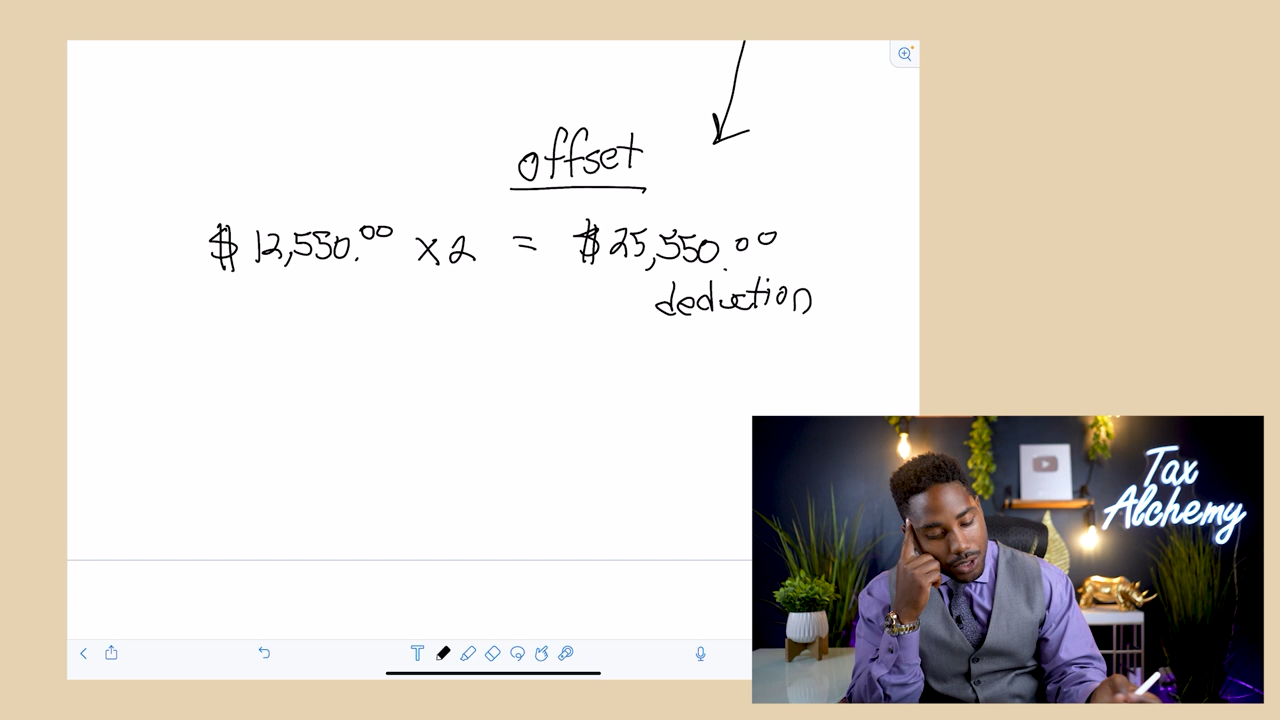 offset
$ 12,550.00 x 2 = $ 25,550.00
deduction
Tax
Alchemy
T